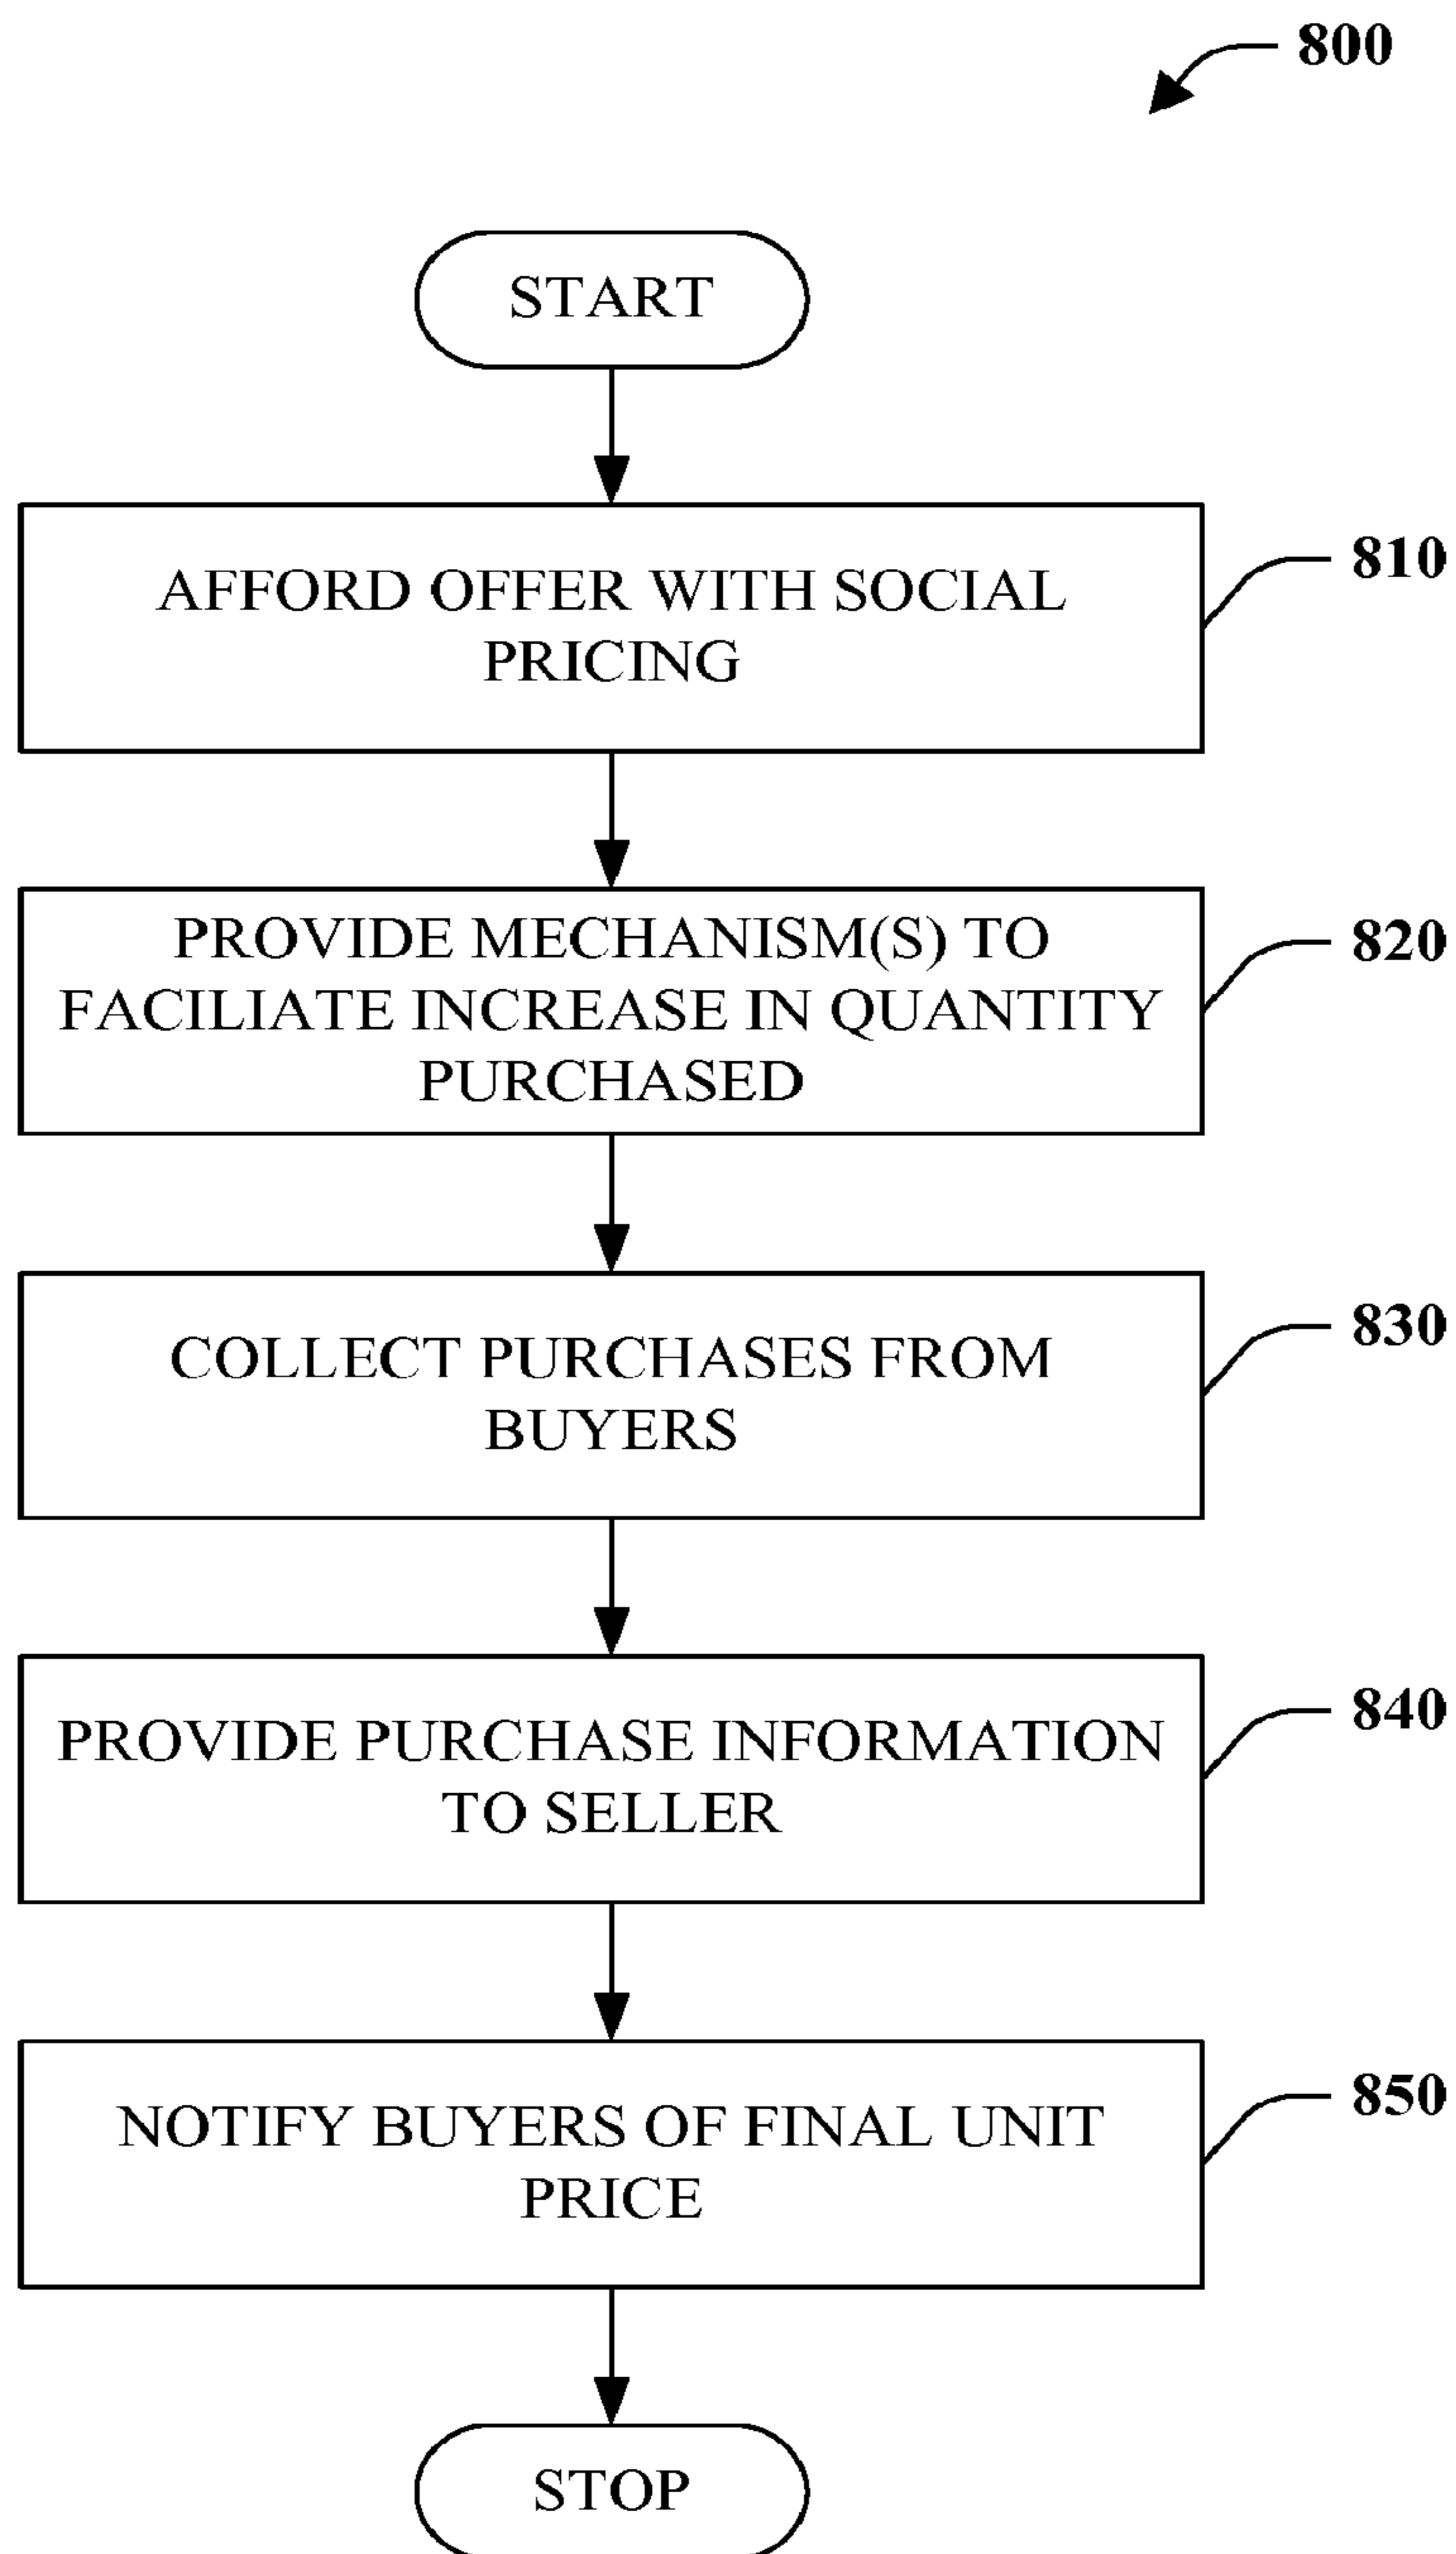 800
START
AFFORD OFFER WITH SOCIAL
PRICING
810
PROVIDE MECHANISM(S) TO
FACILIATE INCREASE IN QUANTITY
PURCHASED
820
COLLECT PURCHASES FROM
BUYERS
830
PROVIDE PURCHASE INFORMATION
TO SELLER
840
NOTIFY BUYERS OF FINAL UNIT
PRICE
850
STOP